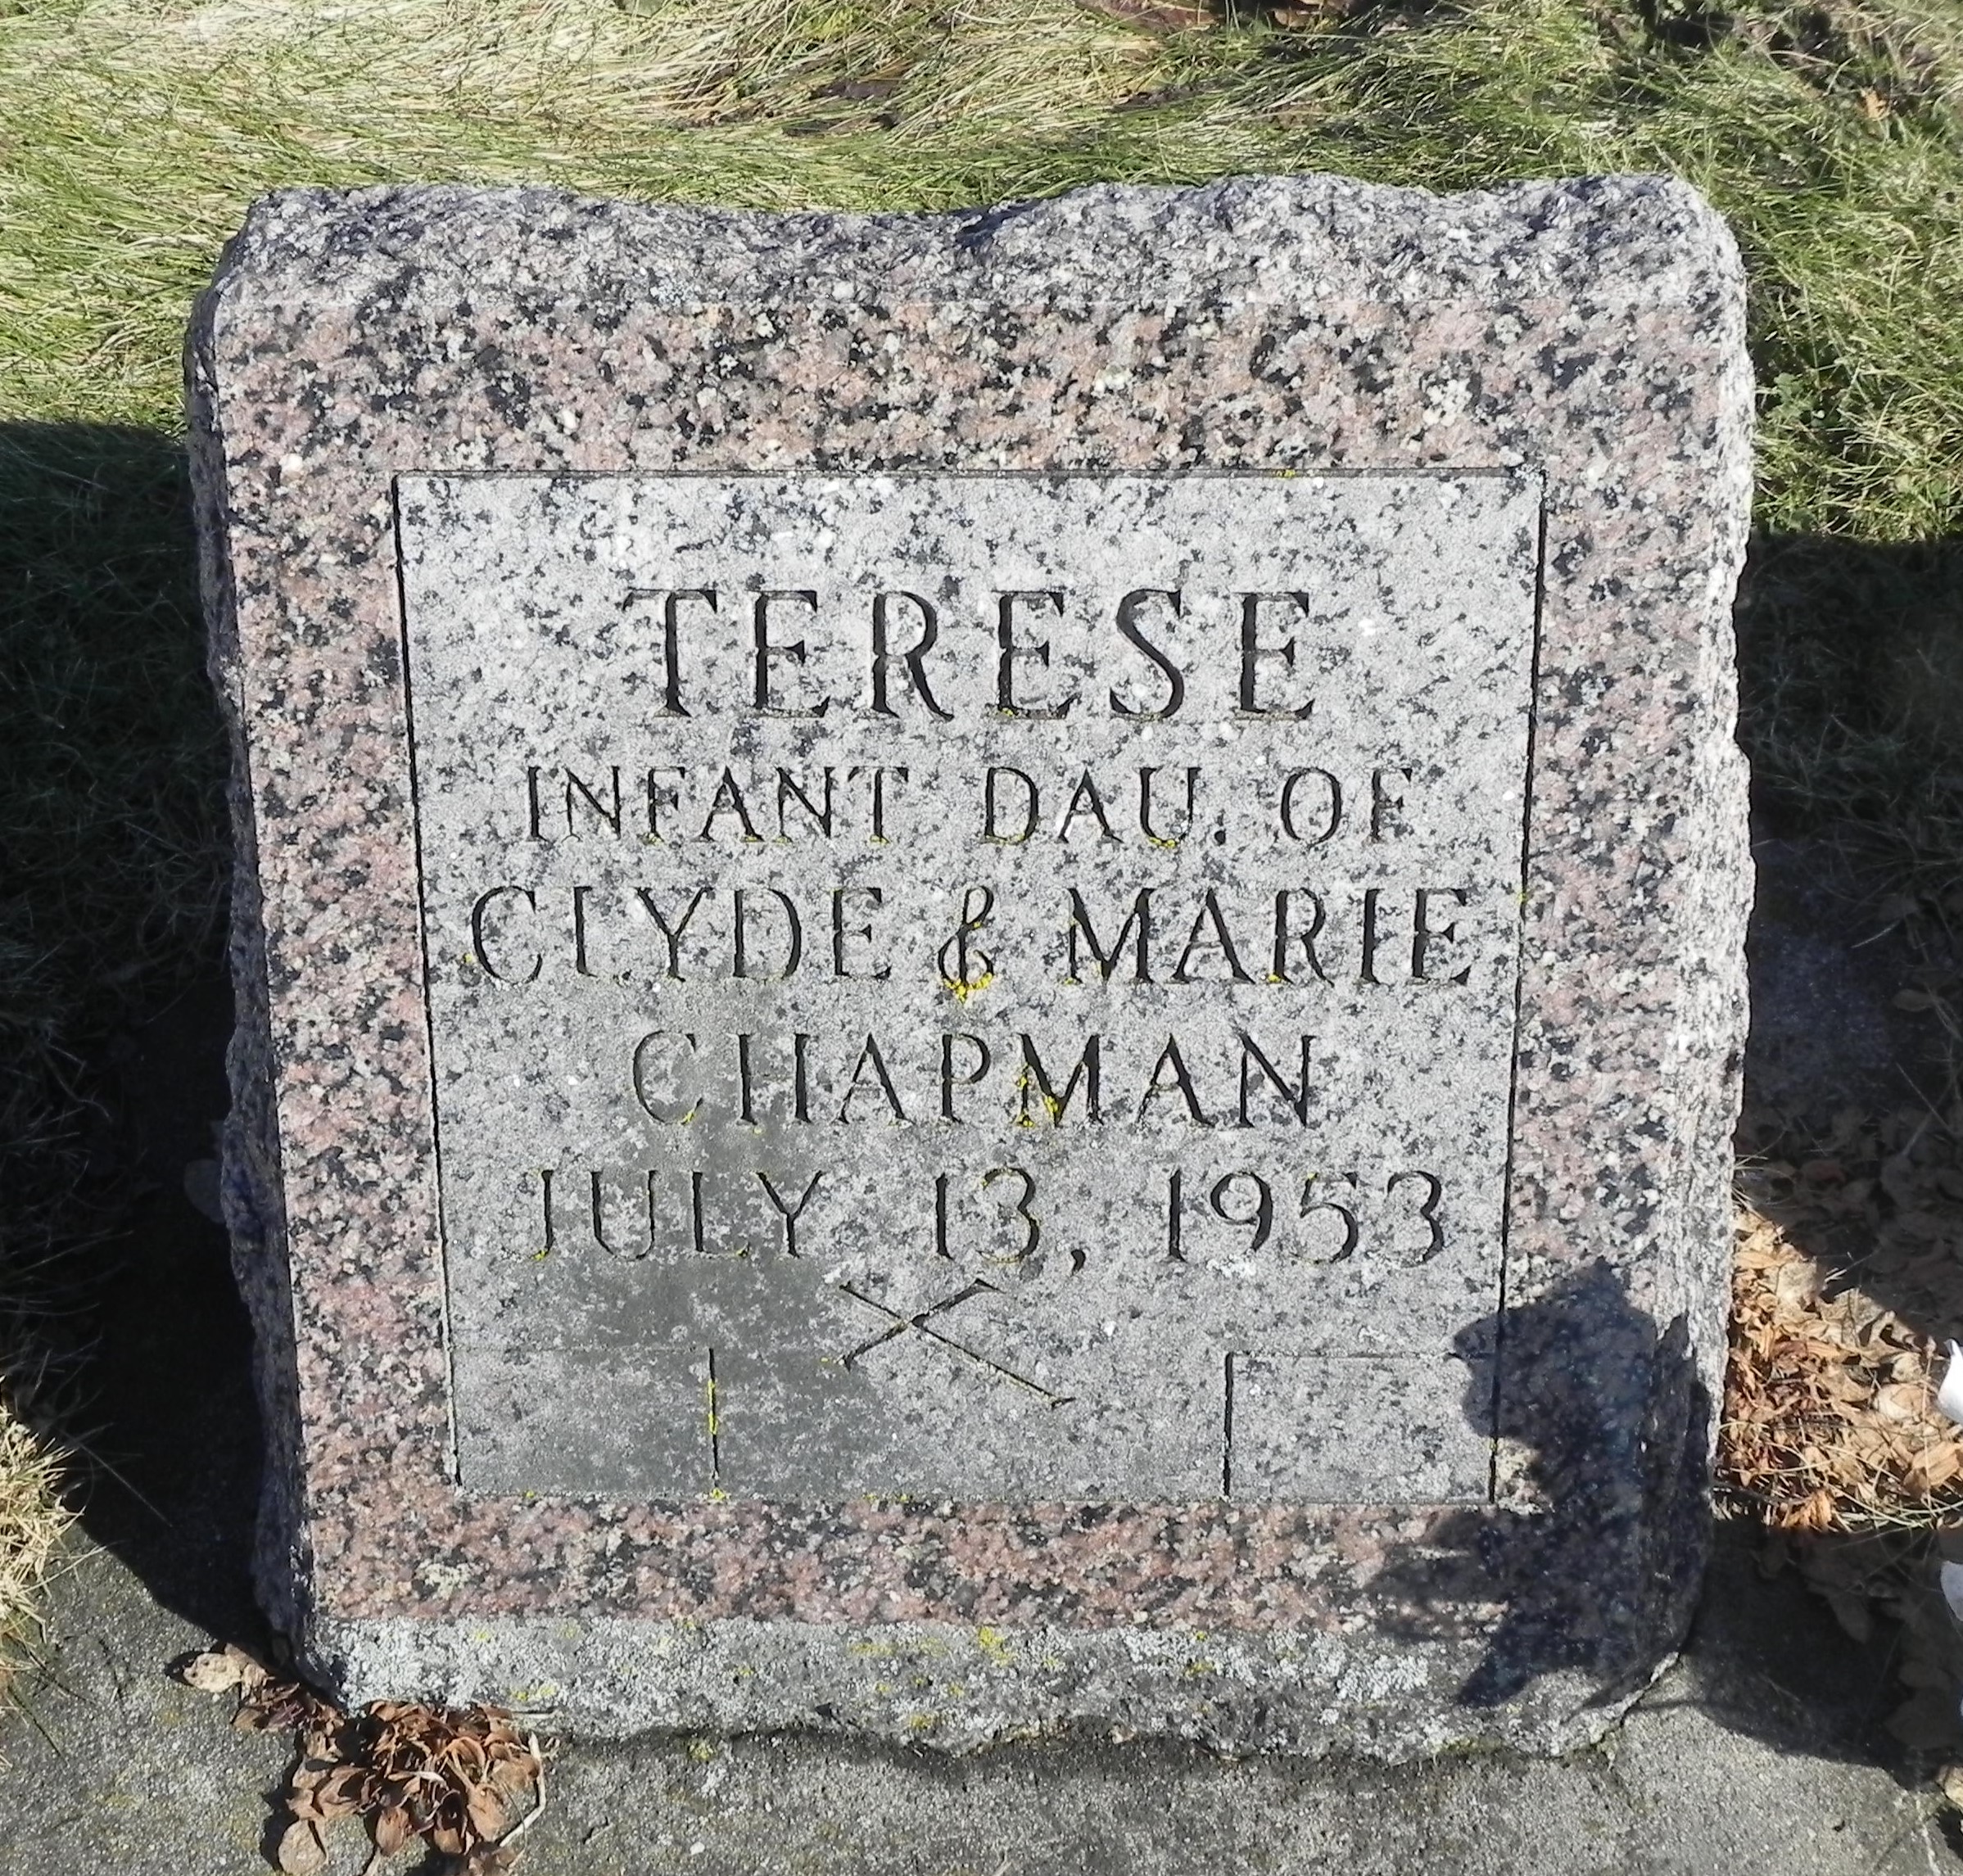 TERESE
INFANT DAU. OF
CLYDE & MARIE
CHAPMAN
JULY 13, 1953